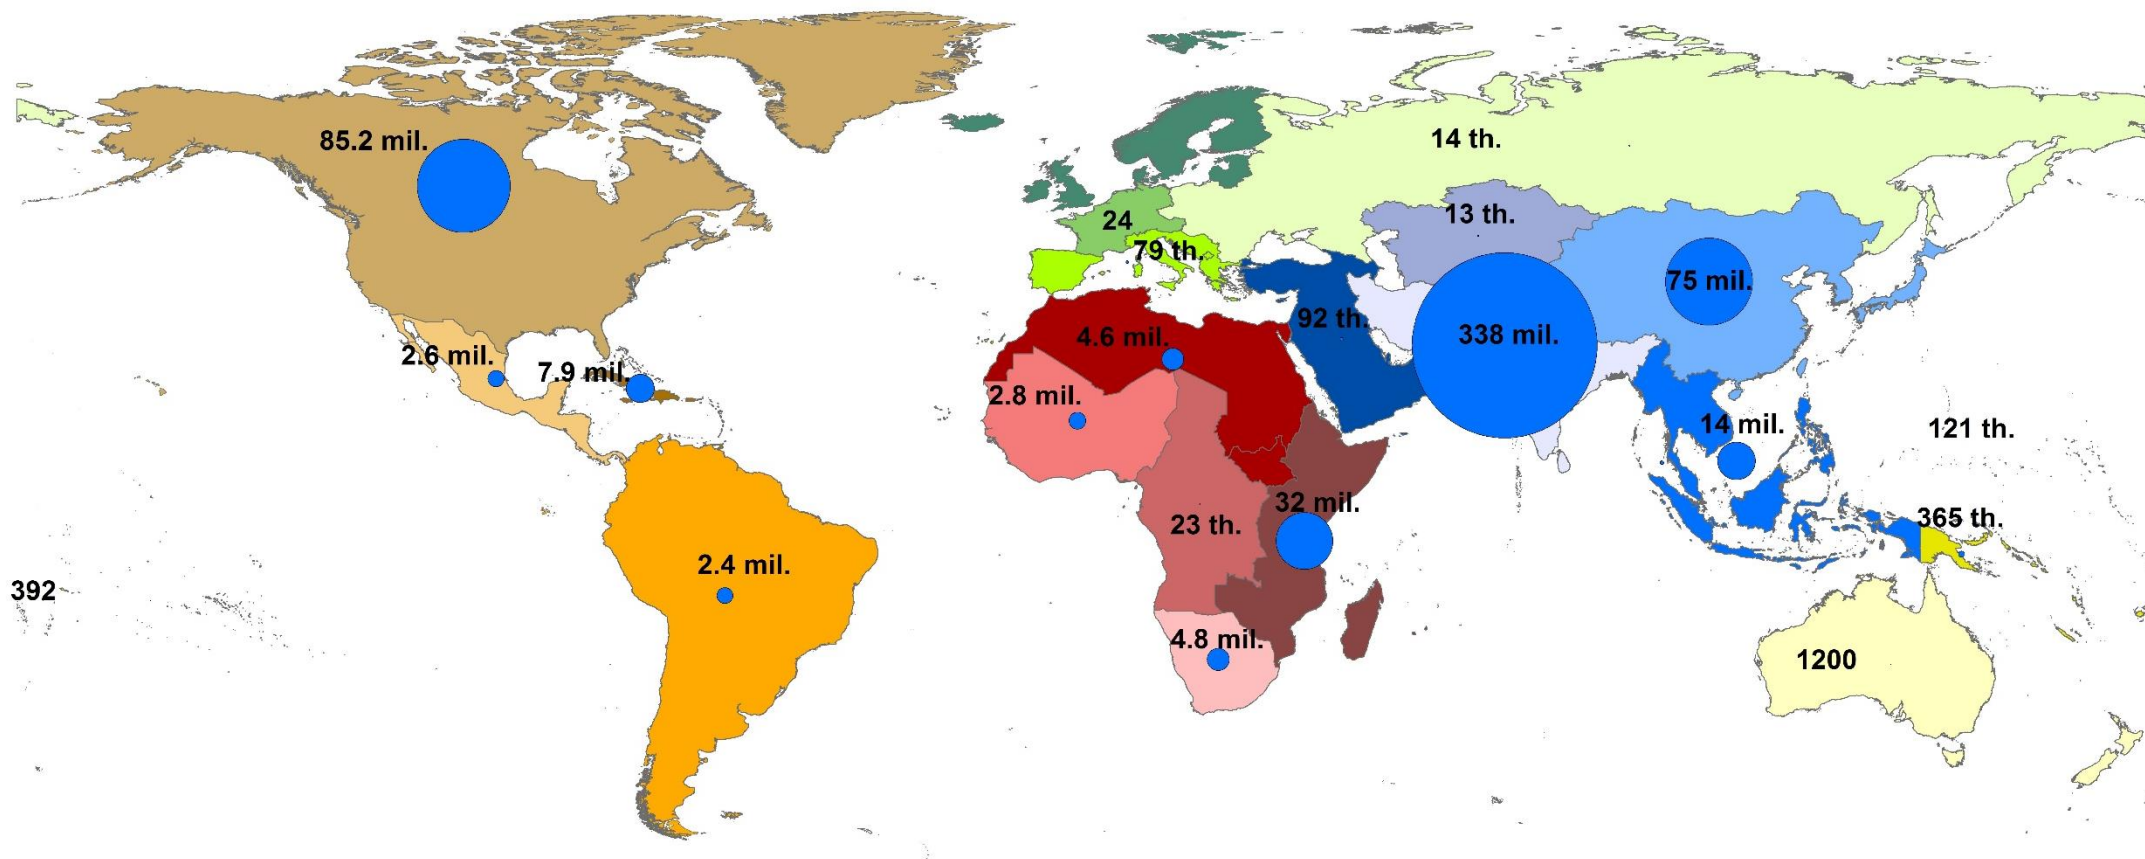 85.2 mil.
14 th.
24
13 th.
79 th.
75 mil.
92 th.
338 mil.
4.6 mil.
2.6 mil.
7.9 mil.
2.8 mil.
14 mil.
121 th.
32 mil.
365 th.
23 th.
2.4 mil.
392
4.8 mil.
1200